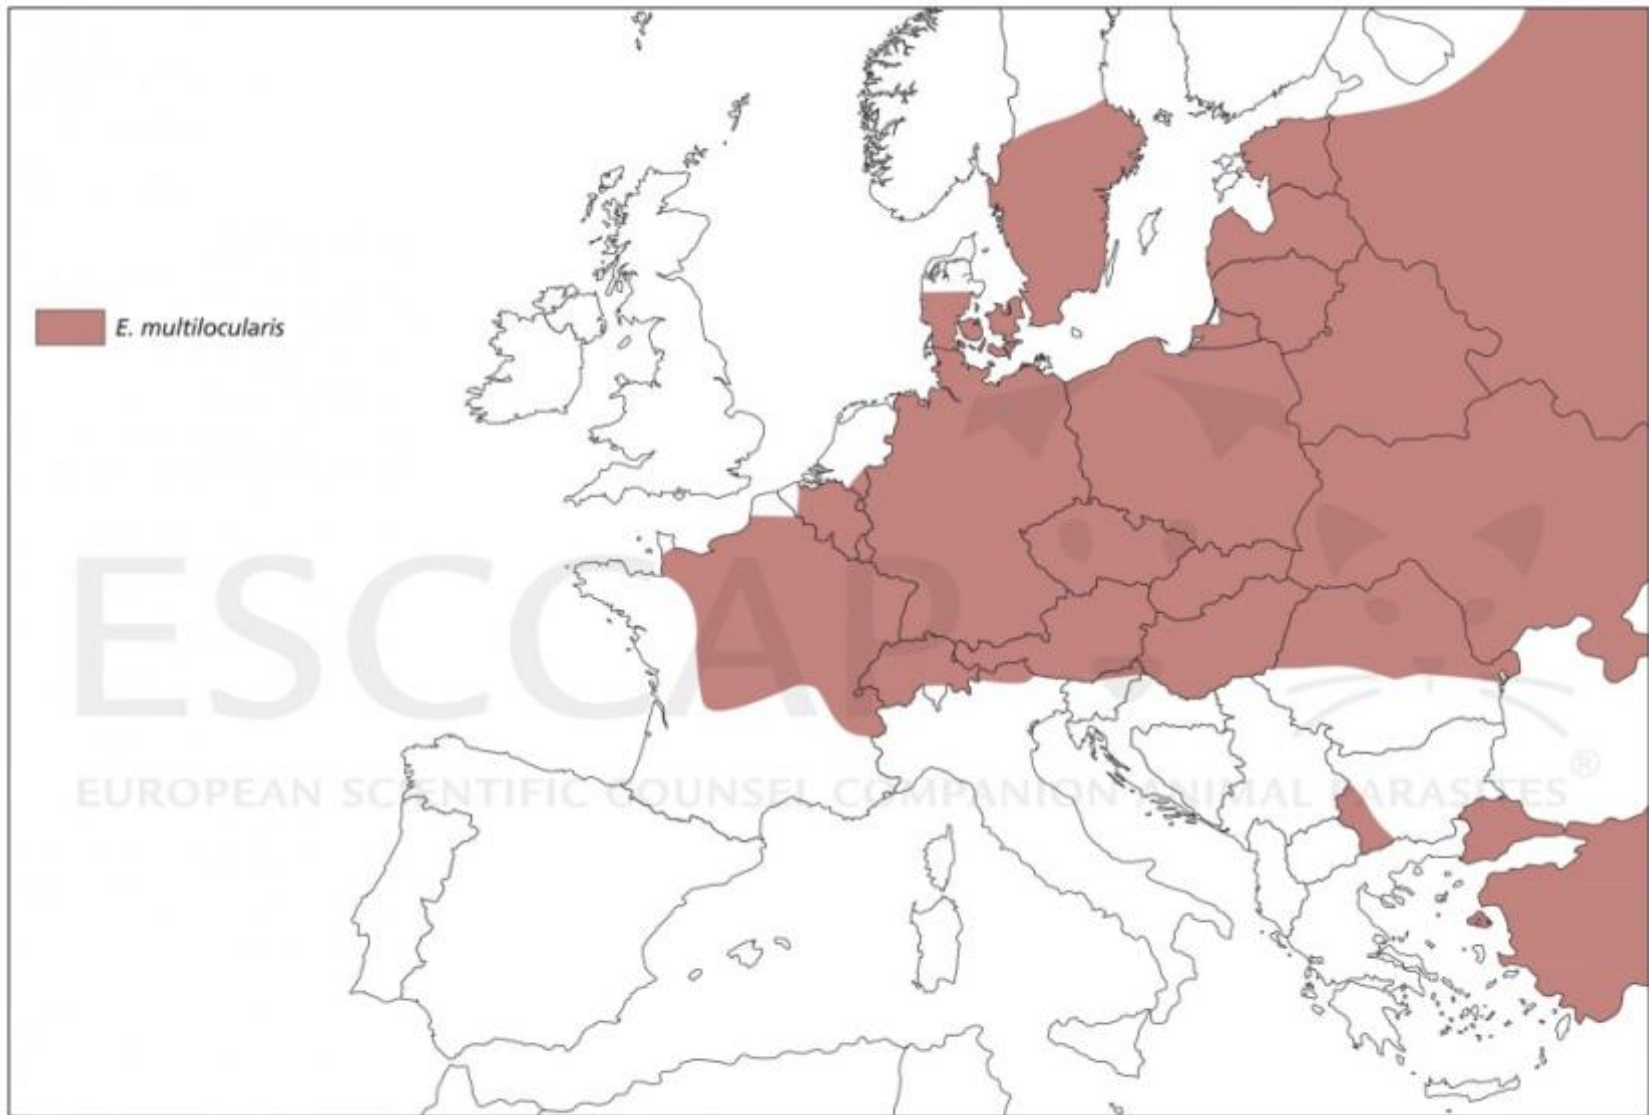 E. multilocularis
ESCCAP
EUROPEAN SCIENTIFIC COUNSEL COMPANION ANIMAL PARASITES
®